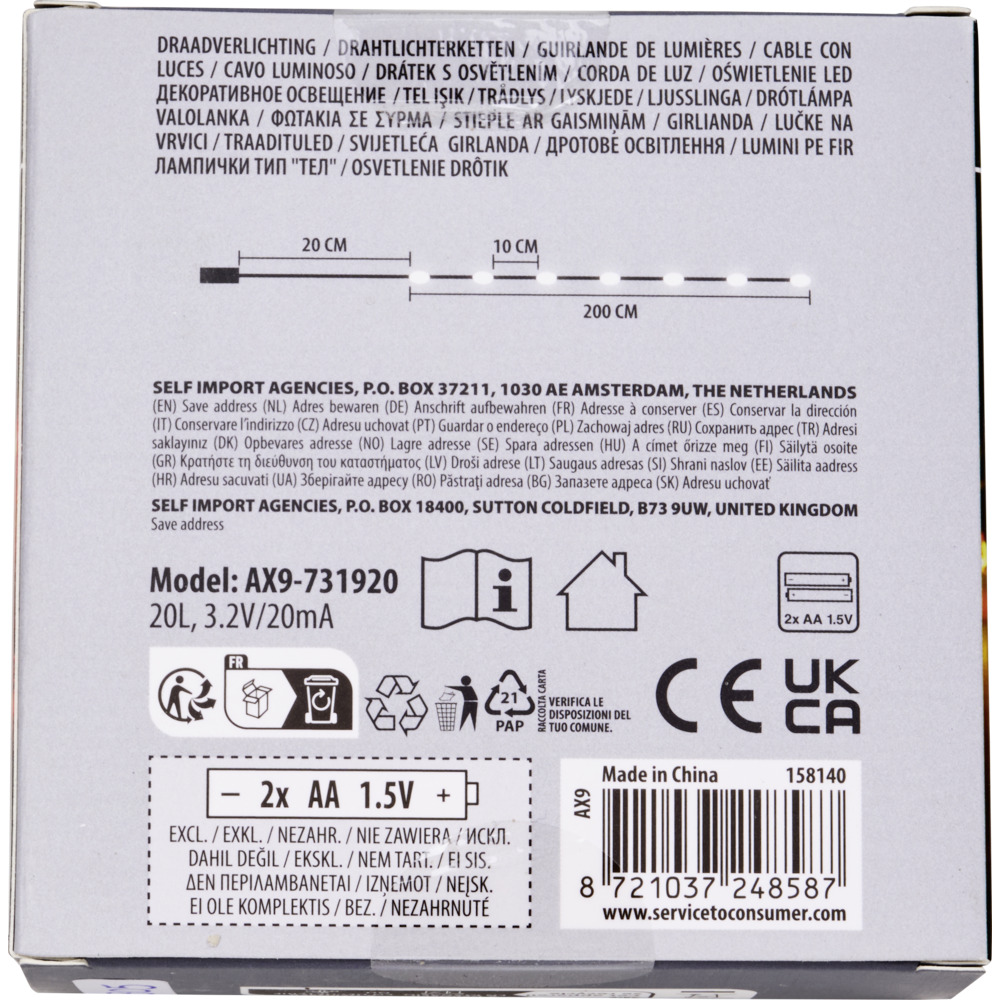 DRAADVERLICHTING / DRAHTLICHTERKETTEN / GUIRLANDE DE LUMIÈRES / CABLE CON
LUCES / CAVO LUMINOSO / DRÁTEK S OSVĚTLENÍM / CORDA DE LUZ / OŚWIETLENIE LED
ДЕКОРАТИВНОЕ ОСВЕЩЕНИЕ / TEL IŞIK / TRÅDLYS / LYSKJEDE / LJUSSLINGA / DRÓTLÁMPA
VALOLANKA / ΦΩΤΑΚΙΑ ΣΕ ΣΥΡΜΑ / STIEPLE AR GAISMIŅĀM / GIRLIANDA / LUČKE NA
VRVICI / TRAADITULED / SVIJETLEĆA GIRLANDA / ДРОТОВЕ ОСВІТЛЕННЯ / LUMINI PE FIR
ЛАМПИЧКИ ТИП "ТЕЛ" / OSVETLENIE DRÔTIK
20 CM 10 CM
200 CM
SELF IMPORT AGENCIES, P.O. BOX 37211, 1030 AE AMSTERDAM, THE NETHERLANDS
(EN) Save address (NL) Adres bewaren (DE) Anschrift aufbewahren (FR) Adresse à conserver (ES) Conservar la dirección
(IT) Conservare l'indirizzo (CZ) Adresu uchovat (PT) Guardar o endereço (PL) Zachowaj adres (RU) Сохранить адрес (TR) Adresi
saklayınız (DK) Opbevares adresse (NO) Lagre adresse (SE) Spara adressen (HU) A címet őrizze meg (FI) Säilytä osoite
(GR) Κρατήστε τη διεύθυνση του καταστήματος (LV) Droši adrese (LT) Saugaus adresas (SI) Shrani naslov (EE) Säilita aadress
(HR) Adresu sacuvati (UA) Зберігайте адресу (RO) Păstraţi adresa (BG) Запазете адреса (SK) Adresu uchovať
SELF IMPORT AGENCIES, P.O. BOX 18400, SUTTON COLDFIELD, B73 9UW, UNITED KINGDOM
Save address
Model: AX9-731920
20L, 3.2V/20mA
2x AA 1.5V
FR
21
PAP
RACCOLTA CARTA
VERIFICA LE
DISPOSIZIONI DEL
TUO COMUNE.
CE
UK
CA
− 2x AA 1.5V +
EXCL. / EXKL. / NEZAHR. / NIE ZAWIERA / ИСКЛ.
DAHIL DEĞİL / EKSKL. / NEM TART. / EI SIS.
ΔΕΝ ΠΕΡΙΛΑΜΒΑΝΕΤΑΙ / IZŅEMOT / NEĮSK.
EI OLE KOMPLEKTIS / BEZ. / NEZAHRNUTÉ
Made in China 158140
AX9
8 721037 248587
www.servicetoconsumer.com